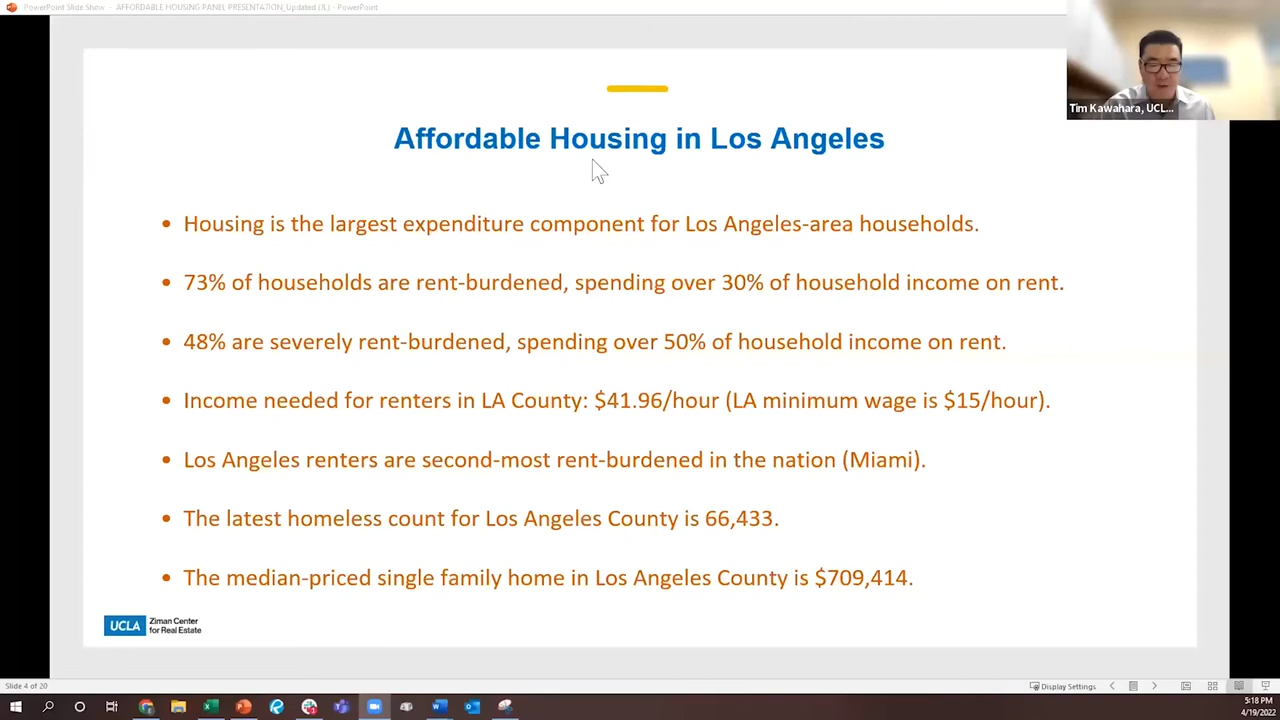 PowerPoint Slide Show - AFFORDABLE HOUSING PANEL PRESENTATION_Updated (JL) - PowerPoint
Tim Kawahara, UCL...
Affordable Housing in Los Angeles
• Housing is the largest expenditure component for Los Angeles-area households.
• 73% of households are rent-burdened, spending over 30% of household income on rent.
• 48% are severely rent-burdened, spending over 50% of household income on rent.
• Income needed for renters in LA County: $41.96/hour (LA minimum wage is $15/hour).
• Los Angeles renters are second-most rent-burdened in the nation (Miami).
• The latest homeless count for Los Angeles County is 66,433.
• The median-priced single family home in Los Angeles County is $709,414.
UCLA Ziman Center
for Real Estate
Slide 4 of 20
Display Settings
5:18 PM
4/19/2022